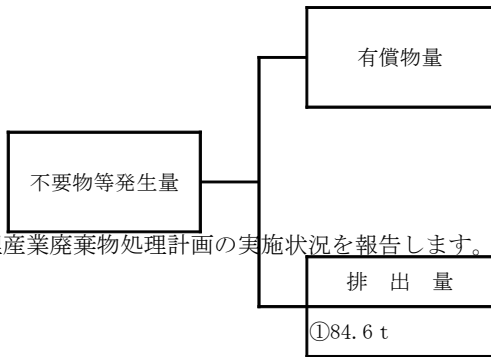 有償物量
不要物等発生量
産業廃棄物処理計画の実施状況を報告します。
排 出 量
①84.6 t